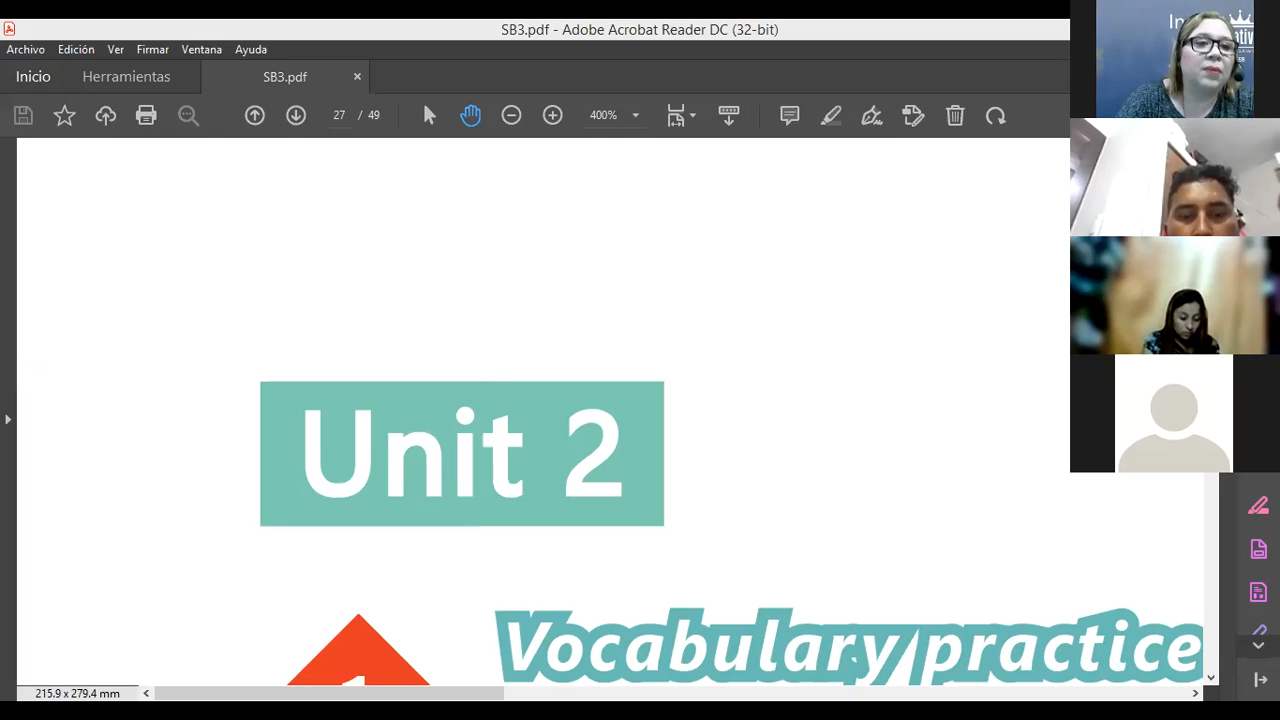 SB3.pdf - Adobe Acrobat Reader DC (32-bit)
Archivo Edición Ver Firmar Ventana Ayuda
Inicio Herramientas SB3.pdf ×
27 / 49 400%
Unit 2
1
Vocabulary practice
215.9 x 279.4 mm